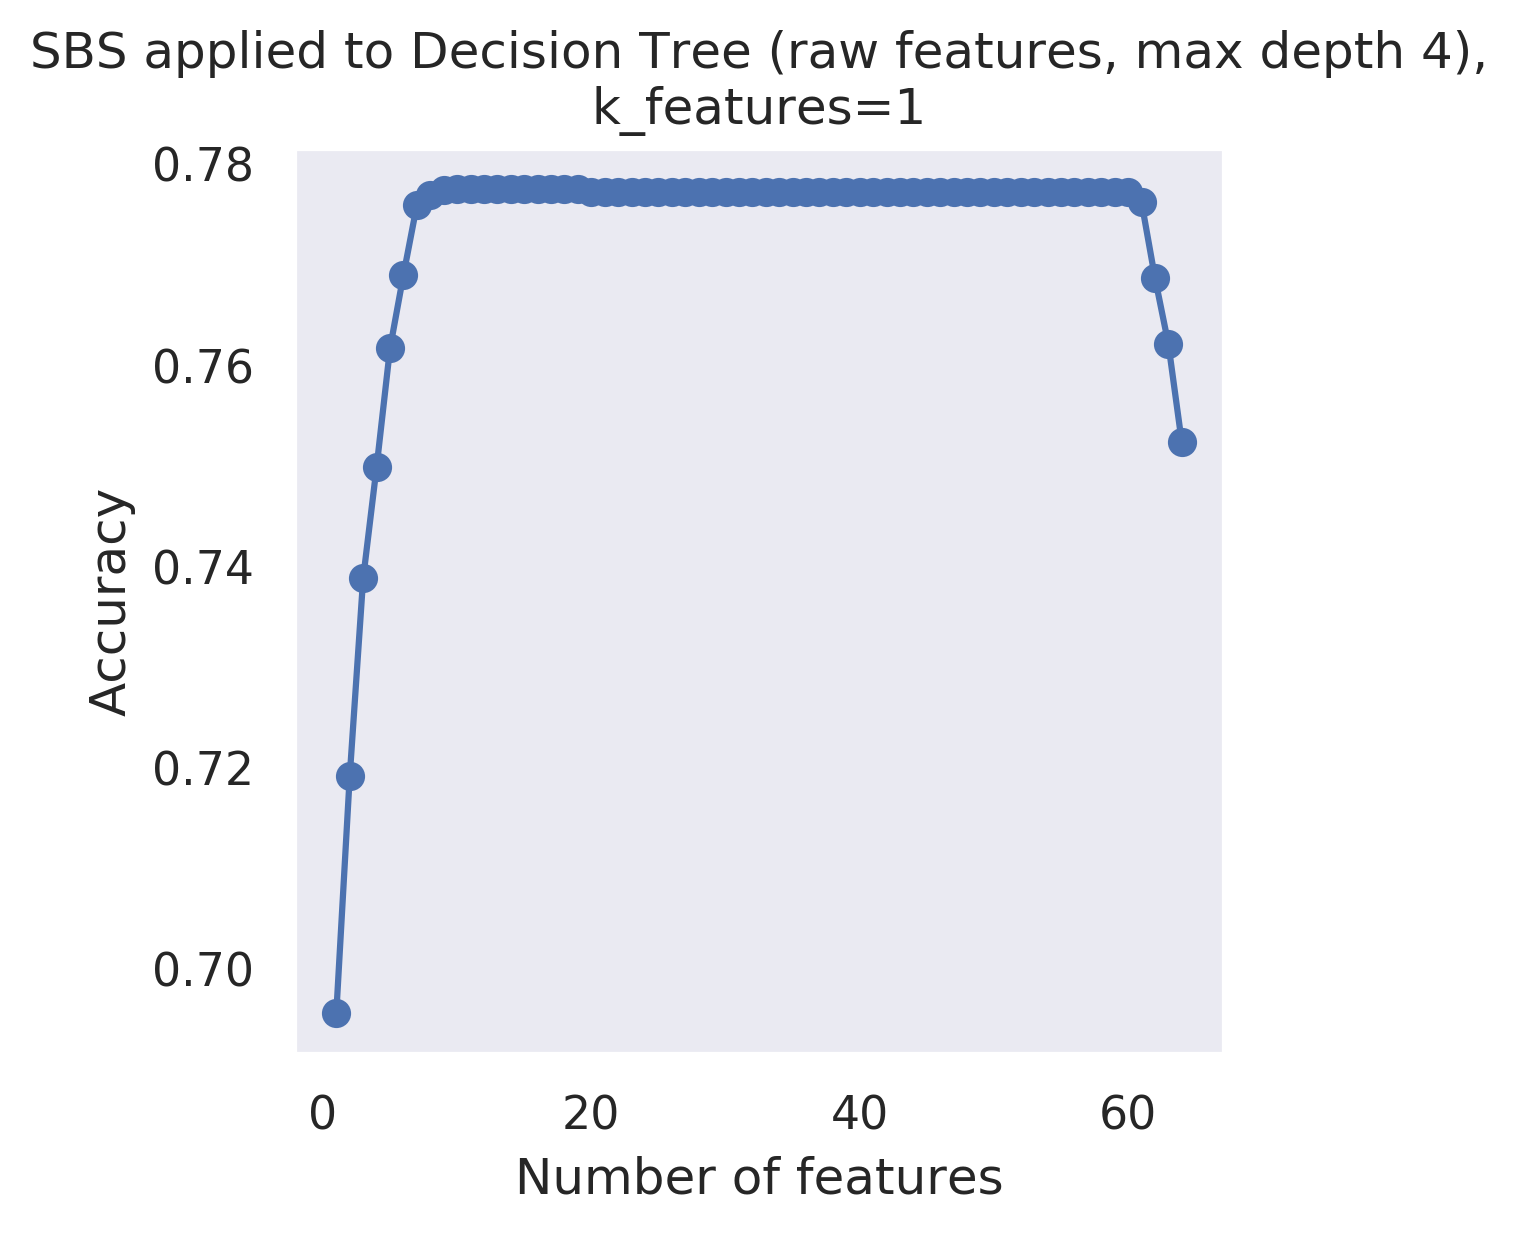 SBS applied to Decision Tree (raw features, max depth 4),
k_features=1
0.78
0.76
0.74
0.72
0.70
Accuracy
0 20 40 60
Number of features